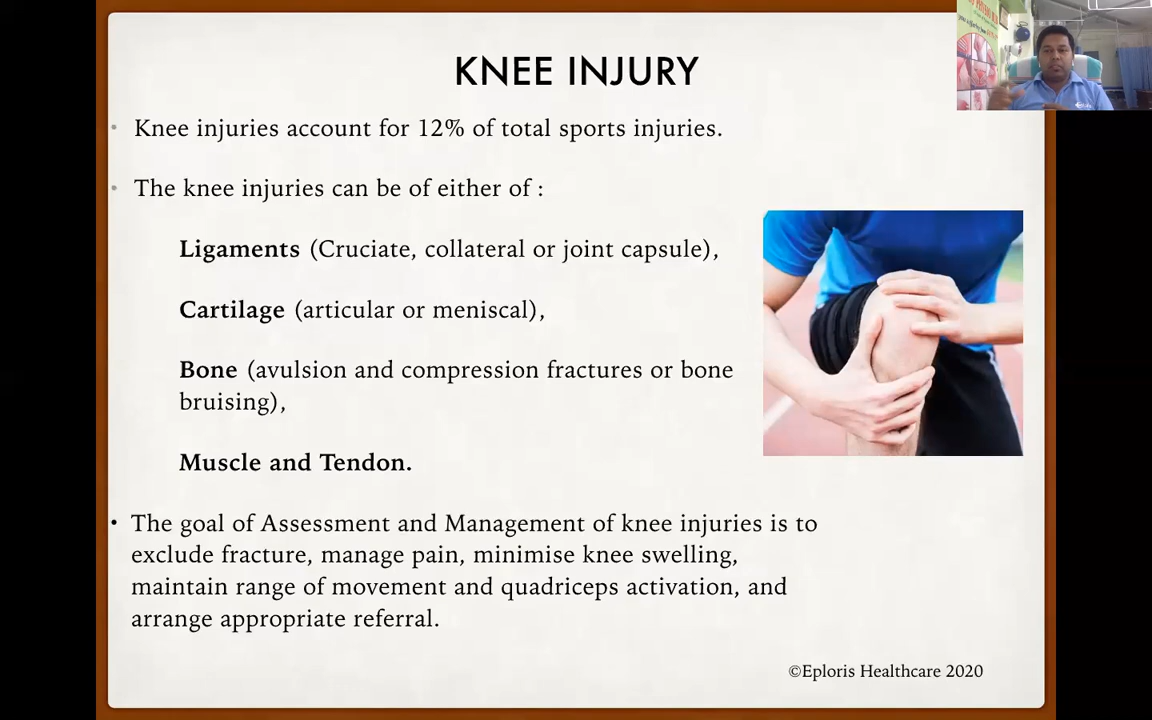 KNEE INJURY
• Knee injuries account for 12% of total sports injuries.
• The knee injuries can be of either of :
Ligaments (Cruciate, collateral or joint capsule),
Cartilage (articular or meniscal),
Bone (avulsion and compression fractures or bone
bruising),
Muscle and Tendon.
• The goal of Assessment and Management of knee injuries is to
exclude fracture, manage pain, minimise knee swelling,
maintain range of movement and quadriceps activation, and
arrange appropriate referral.
©Eploris Healthcare 2020